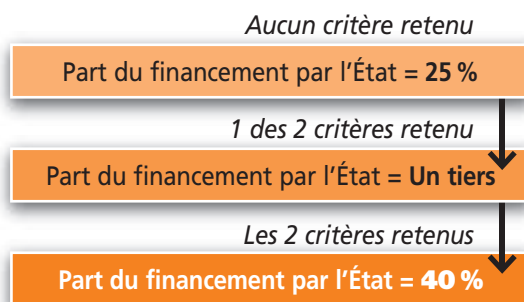 Aucun critère retenu
Part du financement par l'État = 25 %
1 des 2 critères retenu
Part du financement par l'État = Un tiers
Les 2 critères retenus
Part du financement par l'État = 40 %